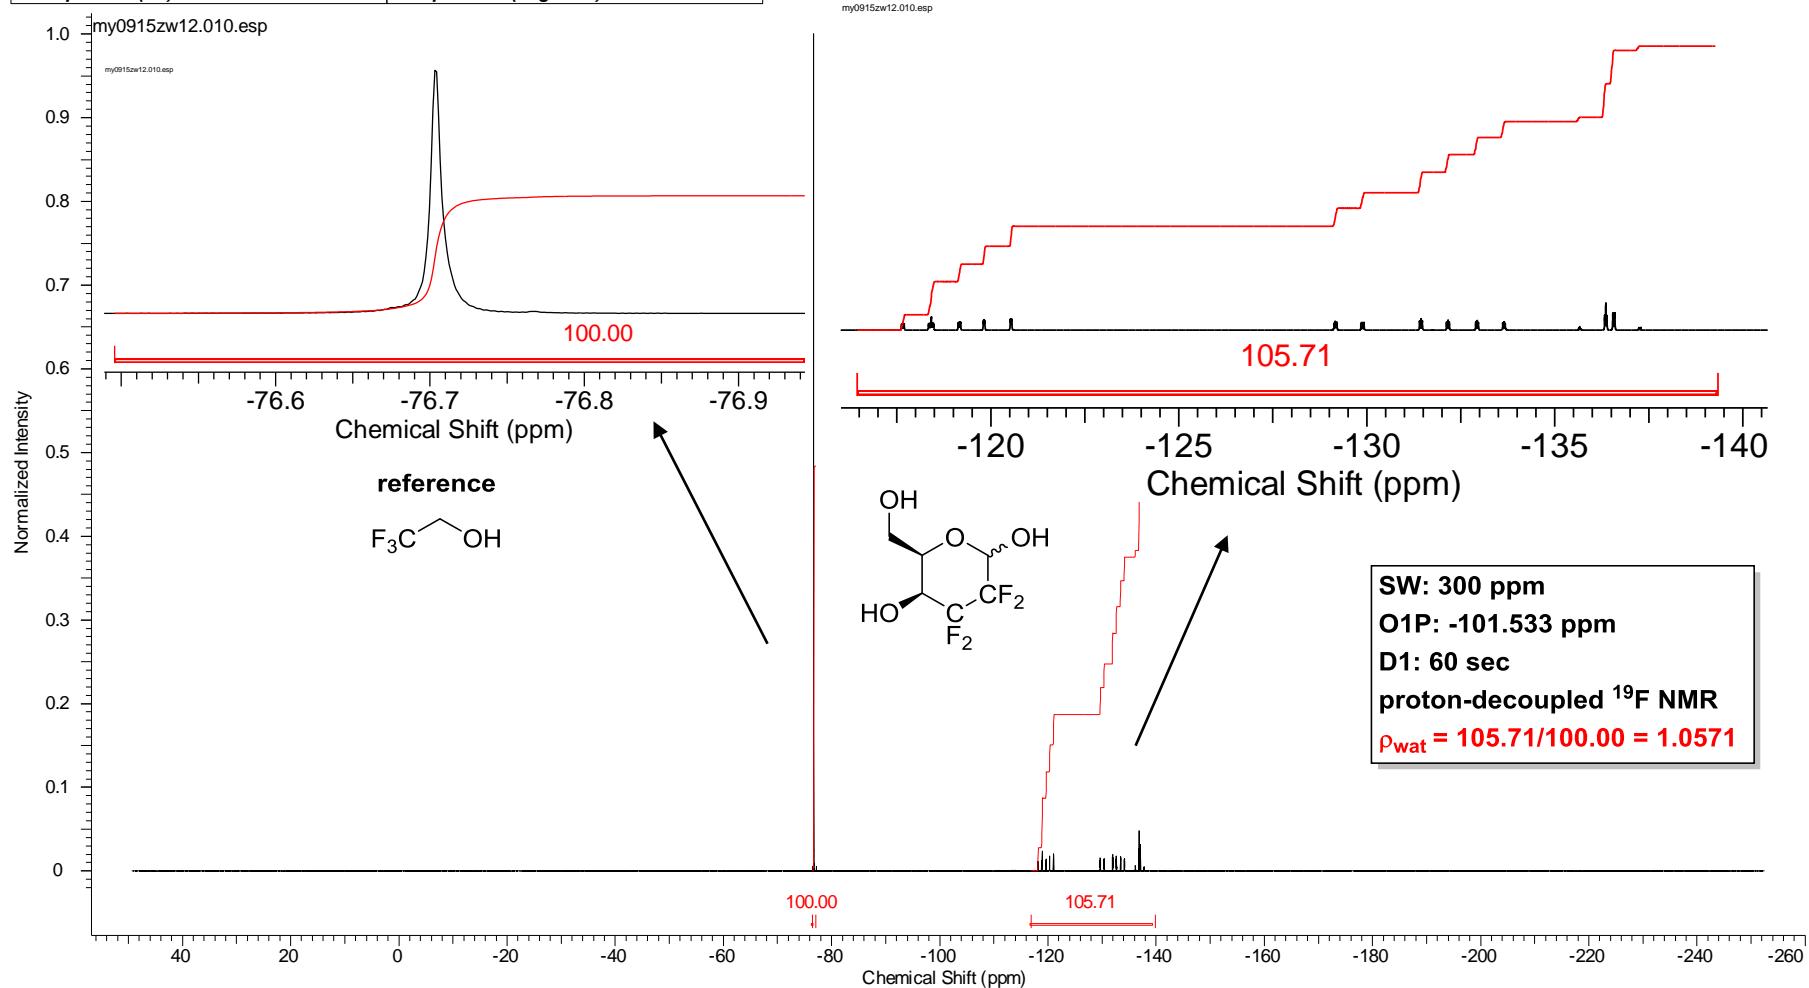 my0915zw12.010.esp
my0915zw12.010.esp
my0915zw12.010.esp
1.0
0.9
0.8
0.7
0.6
0.5
0.4
0.3
0.2
0.1
0
Normalized Intensity
100.00
-76.6 -76.7 -76.8 -76.9
Chemical Shift (ppm)
reference
F3C OH
105.71
-120 -125 -130 -135 -140
Chemical Shift (ppm)
OH
O OH
HO C CF2
F2
SW: 300 ppm
O1P: -101.533 ppm
D1: 60 sec
proton-decoupled ¹⁹F NMR
ρwat = 105.71/100.00 = 1.0571
100.00 105.71
40 20 0 -20 -40 -60 -80 -100 -120 -140 -160 -180 -200 -220 -240 -260
Chemical Shift (ppm)